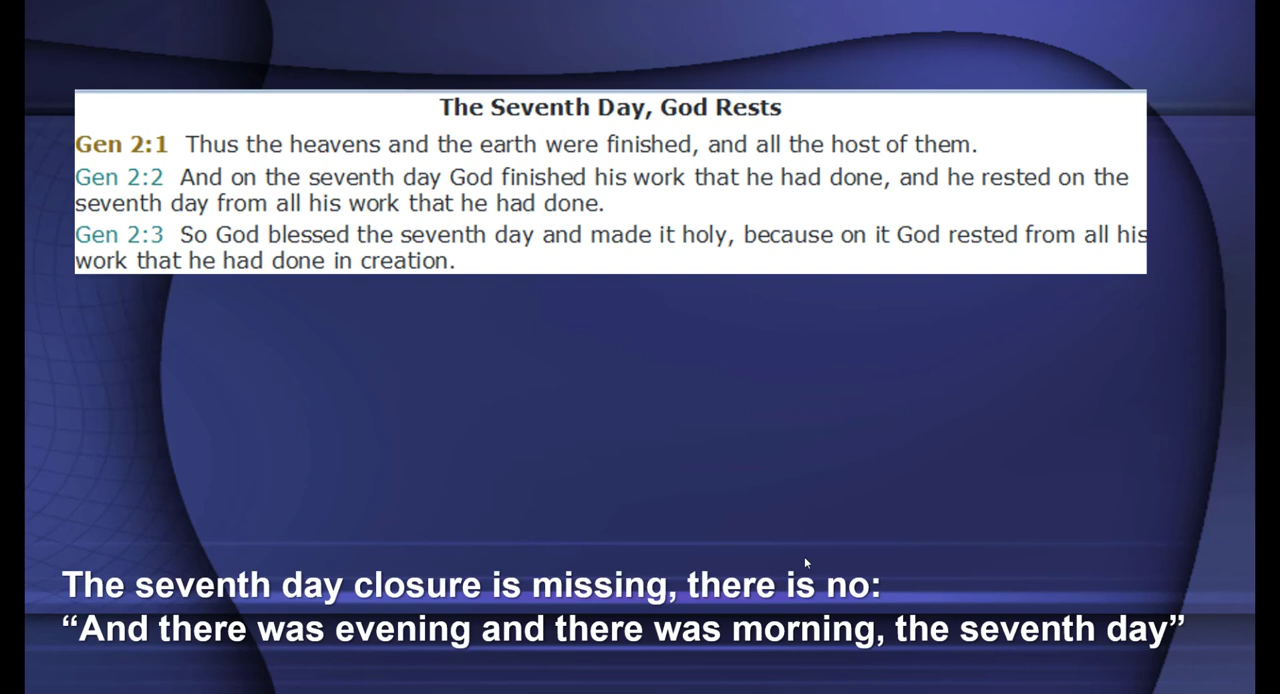 The Seventh Day, God Rests
Gen 2:1 Thus the heavens and the earth were finished, and all the host of them.
Gen 2:2 And on the seventh day God finished his work that he had done, and he rested on the
seventh day from all his work that he had done.
Gen 2:3 So God blessed the seventh day and made it holy, because on it God rested from all his
work that he had done in creation.
The seventh day closure is missing, there is no:
“And there was evening and there was morning, the seventh day”